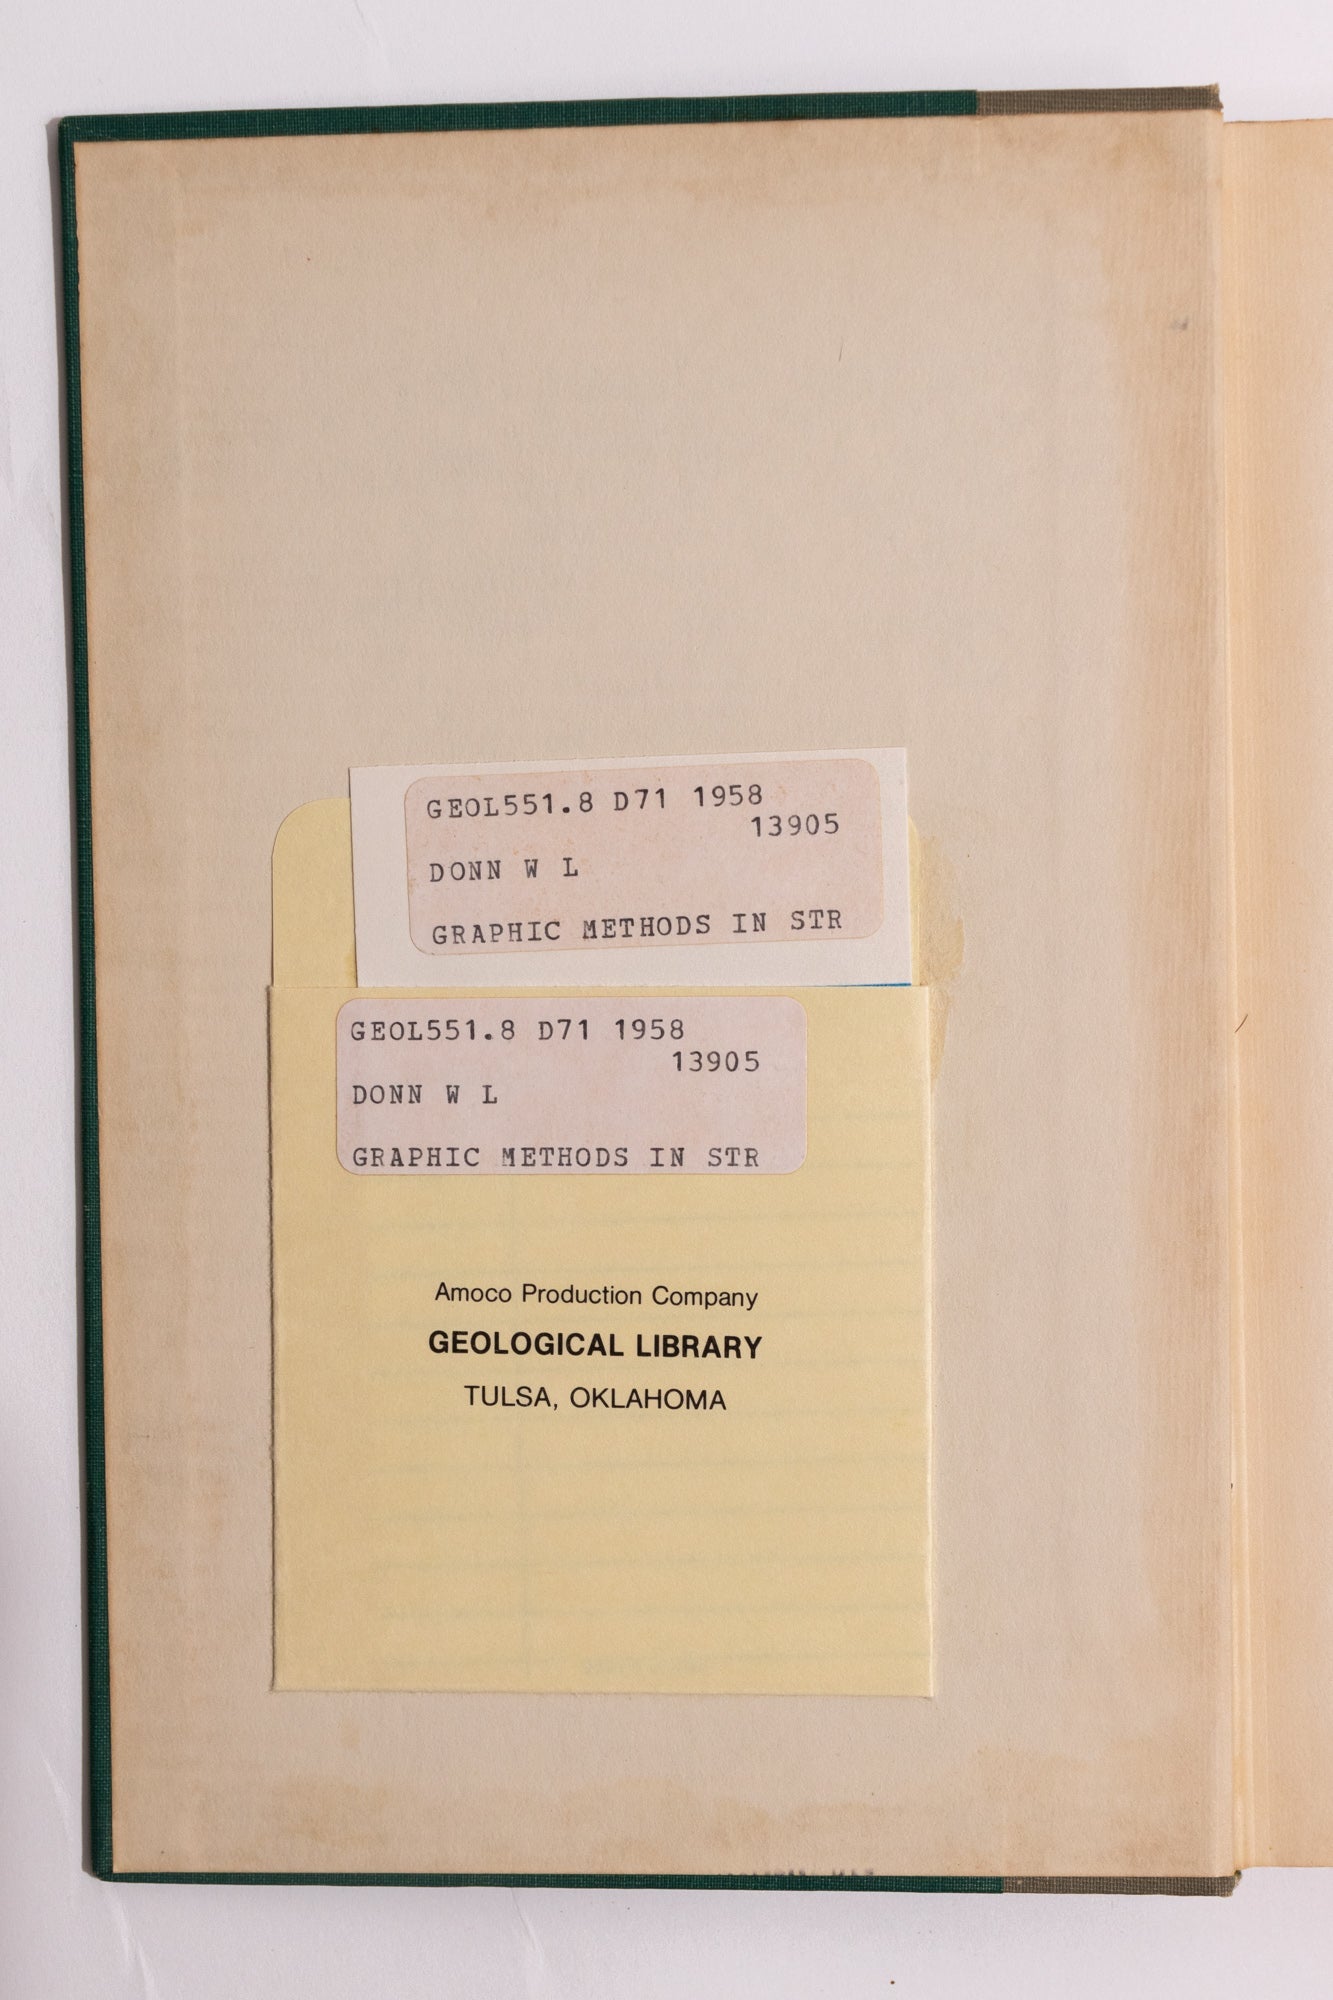 GEOL551.8 D71 1958
13905
DONN W L
GRAPHIC METHODS IN STR
GEOL551.8 D71 1958
13905
DONN W L
GRAPHIC METHODS IN STR
Amoco Production Company
GEOLOGICAL LIBRARY
TULSA, OKLAHOMA